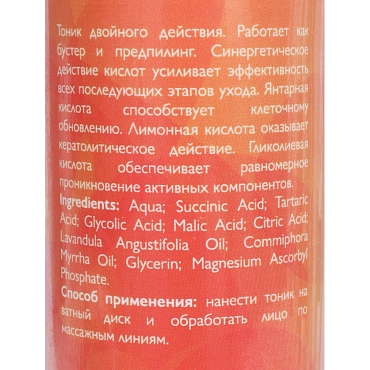 Тоник двойного действия. Работает как
бустер и предпилинг. Синергетическое
действие кислот усиливает эффективность
всех последующих этапов ухода. Янтарная
кислота способствует клеточному
обновлению. Лимонная кислота оказывает
кератолитическое действие. Гликолиевая
кислота обеспечивает равномерное
проникновение активных компонентов.
Ingredients: Aqua; Succinic Acid; Tartaric
Acid; Glycolic Acid; Malic Acid; Citric Acid;
Lavandula Angustifolia Oil; Commiphora
Myrrha Oil; Glycerin; Magnesium Ascorbyl
Phosphate.
Способ применения: нанести тоник на
ватный диск и обработать лицо по
массажным линиям.